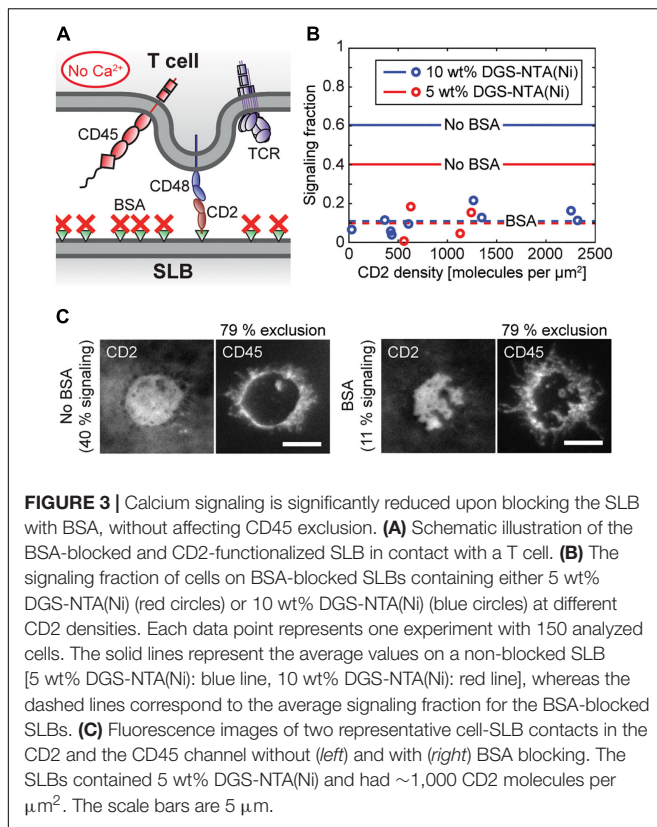 A
No Ca²⁺
T cell
CD45
TCR
CD48
BSA
CD2
SLB
B
10 wt% DGS-NTA(Ni)
5 wt% DGS-NTA(Ni)
Signaling fraction
1
0.8
0.6
0.4
0.2
0
No BSA
No BSA
BSA
0 500 1000 1500 2000 2500
CD2 density [molecules per μm²]
C
No BSA
(40 % signaling)
CD2
79 % exclusion
CD45
BSA
(11 % signaling)
CD2
79 % exclusion
CD45
FIGURE 3 | Calcium signaling is significantly reduced upon blocking the SLB
with BSA, without affecting CD45 exclusion. (A) Schematic illustration of the
BSA-blocked and CD2-functionalized SLB in contact with a T cell. (B) The
signaling fraction of cells on BSA-blocked SLBs containing either 5 wt%
DGS-NTA(Ni) (red circles) or 10 wt% DGS-NTA(Ni) (blue circles) at different
CD2 densities. Each data point represents one experiment with 150 analyzed
cells. The solid lines represent the average values on a non-blocked SLB
[5 wt% DGS-NTA(Ni): blue line, 10 wt% DGS-NTA(Ni): red line], whereas the
dashed lines correspond to the average signaling fraction for the BSA-blocked
SLBs. (C) Fluorescence images of two representative cell-SLB contacts in the
CD2 and the CD45 channel without (left) and with (right) BSA blocking. The
SLBs contained 5 wt% DGS-NTA(Ni) and had ~1,000 CD2 molecules per
μm². The scale bars are 5 μm.